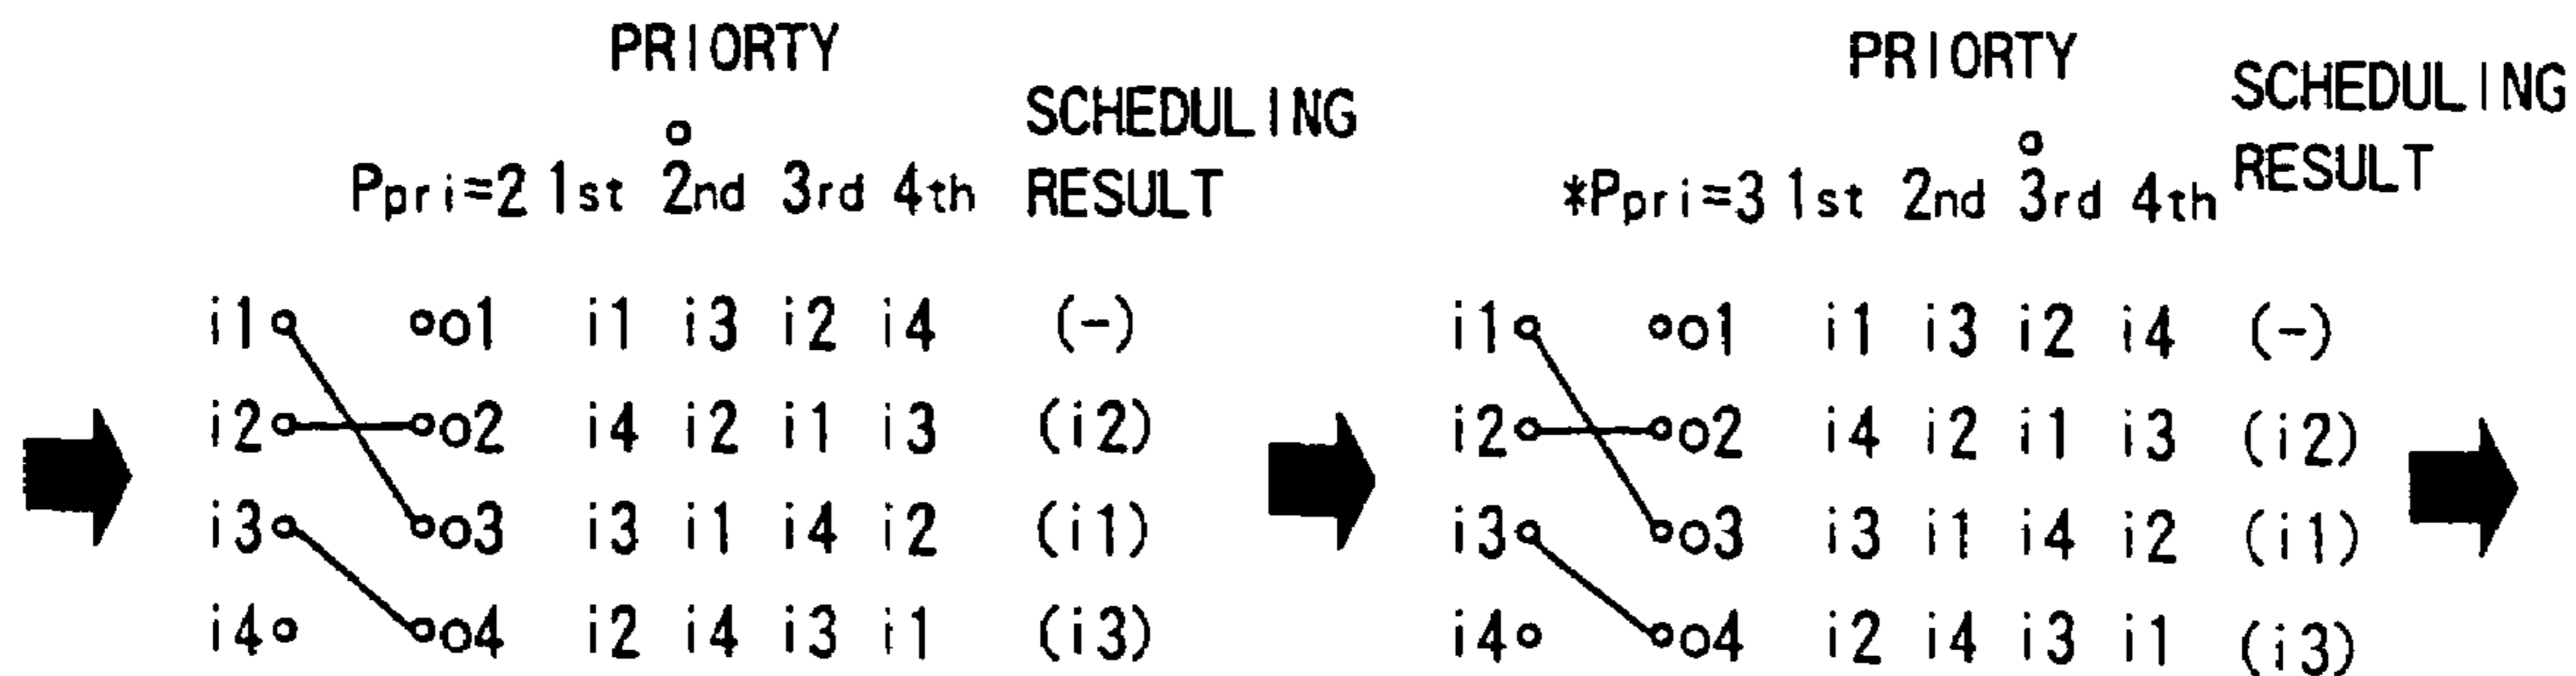 PRIORTY
SCHEDULING
RESULT
Ppri=2 1st 2nd 3rd 4th
i1 o1 i1 i3 i2 i4 (-)
i2 o2 i4 i2 i1 i3 (i2)
i3 o3 i3 i1 i4 i2 (i1)
i4 o4 i2 i4 i3 i1 (i3)
PRIORTY
SCHEDULING
RESULT
*Ppri=3 1st 2nd 3rd 4th
i1 o1 i1 i3 i2 i4 (-)
i2 o2 i4 i2 i1 i3 (i2)
i3 o3 i3 i1 i4 i2 (i1)
i4 o4 i2 i4 i3 i1 (i3)